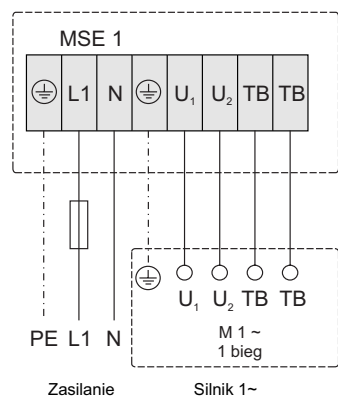 MSE 1
L1 N U₁ U₂ TB TB
U₁ U₂ TB TB
M 1 ~
1 bieg
PE L1 N
Zasilanie Silnik 1~